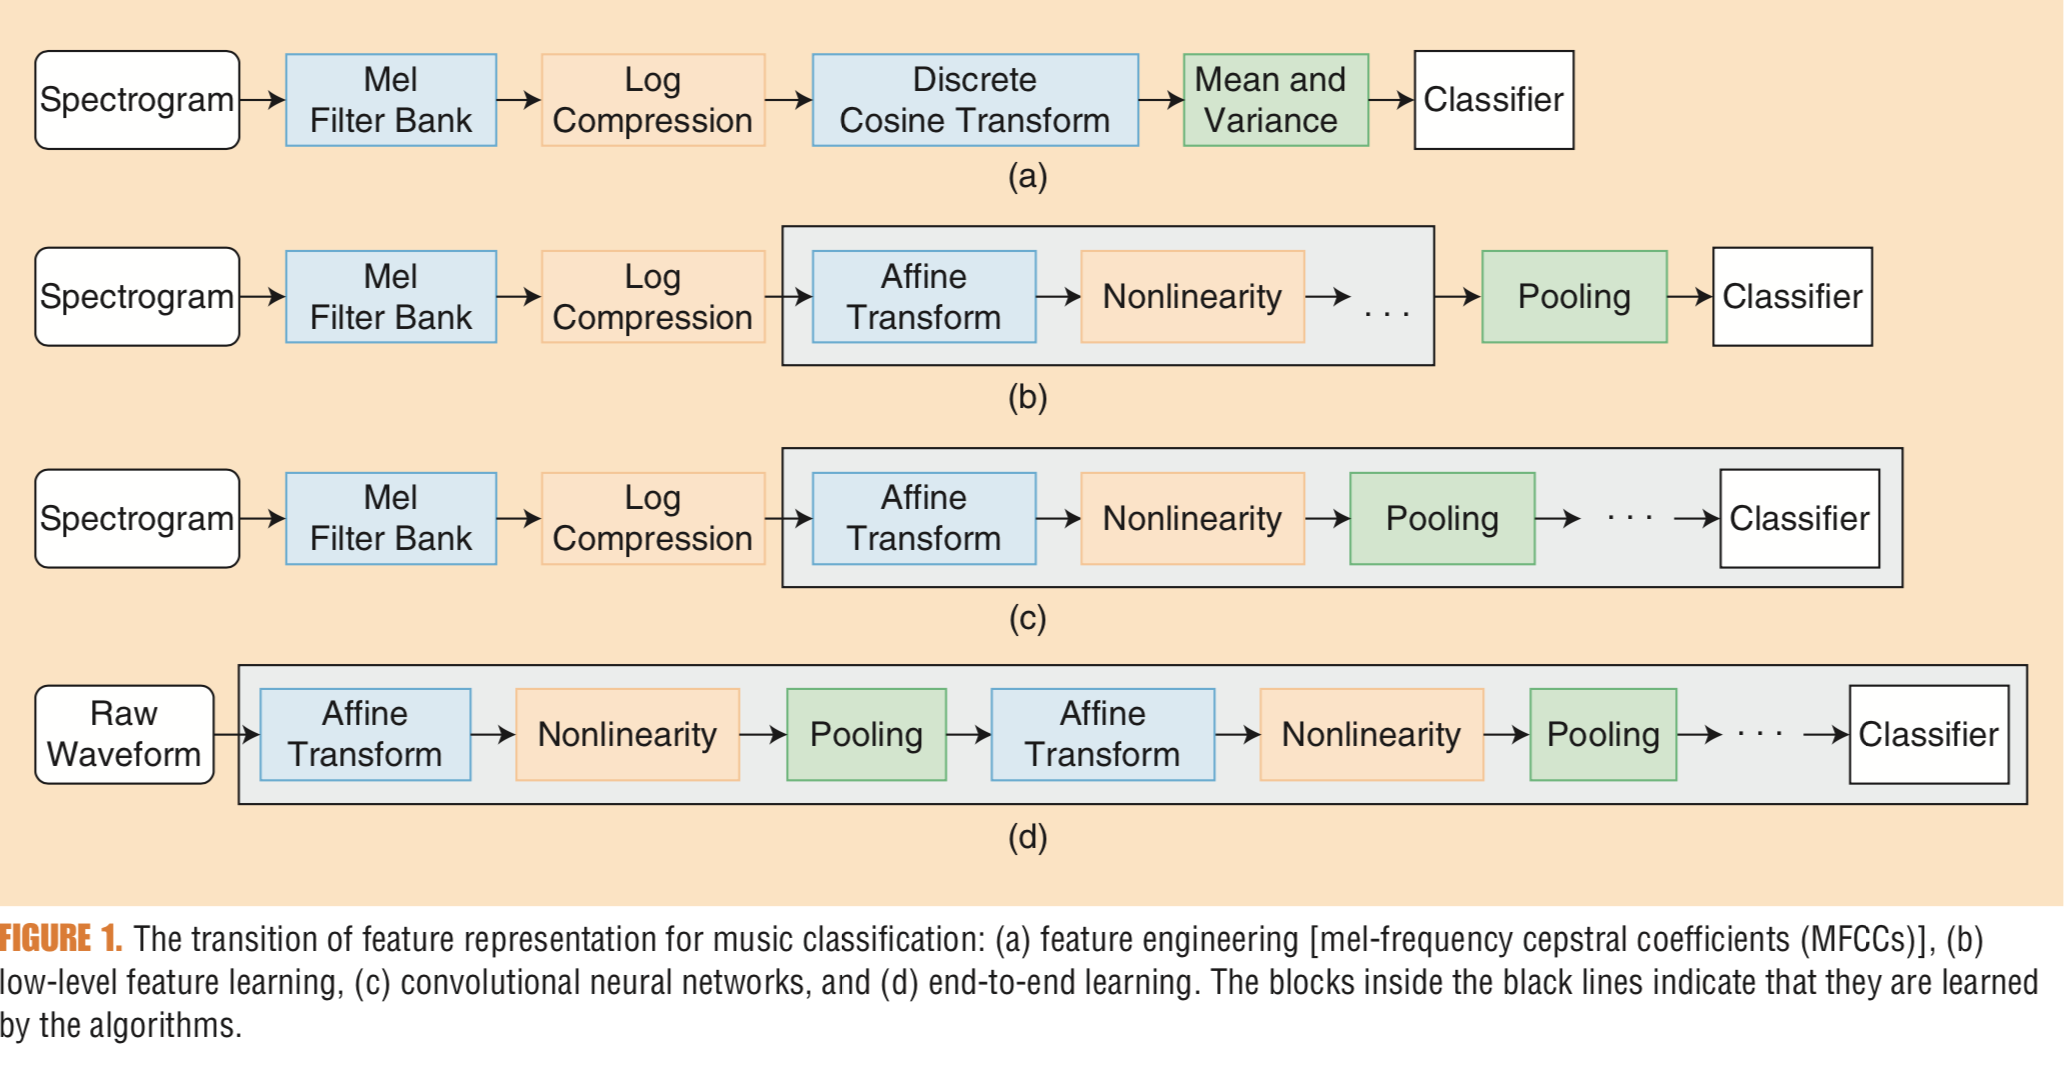 Spectrogram
Mel
Filter Bank
Log
Compression
Discrete
Cosine Transform
Mean and
Variance
Classifier
(a)
Spectrogram
Mel
Filter Bank
Log
Compression
Affine
Transform
Nonlinearity
. . .
Pooling
Classifier
(b)
Spectrogram
Mel
Filter Bank
Log
Compression
Affine
Transform
Nonlinearity
Pooling
. . .
Classifier
(c)
Raw
Waveform
Affine
Transform
Nonlinearity
Pooling
Affine
Transform
Nonlinearity
Pooling
. . .
Classifier
(d)
FIGURE 1. The transition of feature representation for music classification: (a) feature engineering [mel-frequency cepstral coefficients (MFCCs)], (b)
low-level feature learning, (c) convolutional neural networks, and (d) end-to-end learning. The blocks inside the black lines indicate that they are learned
by the algorithms.